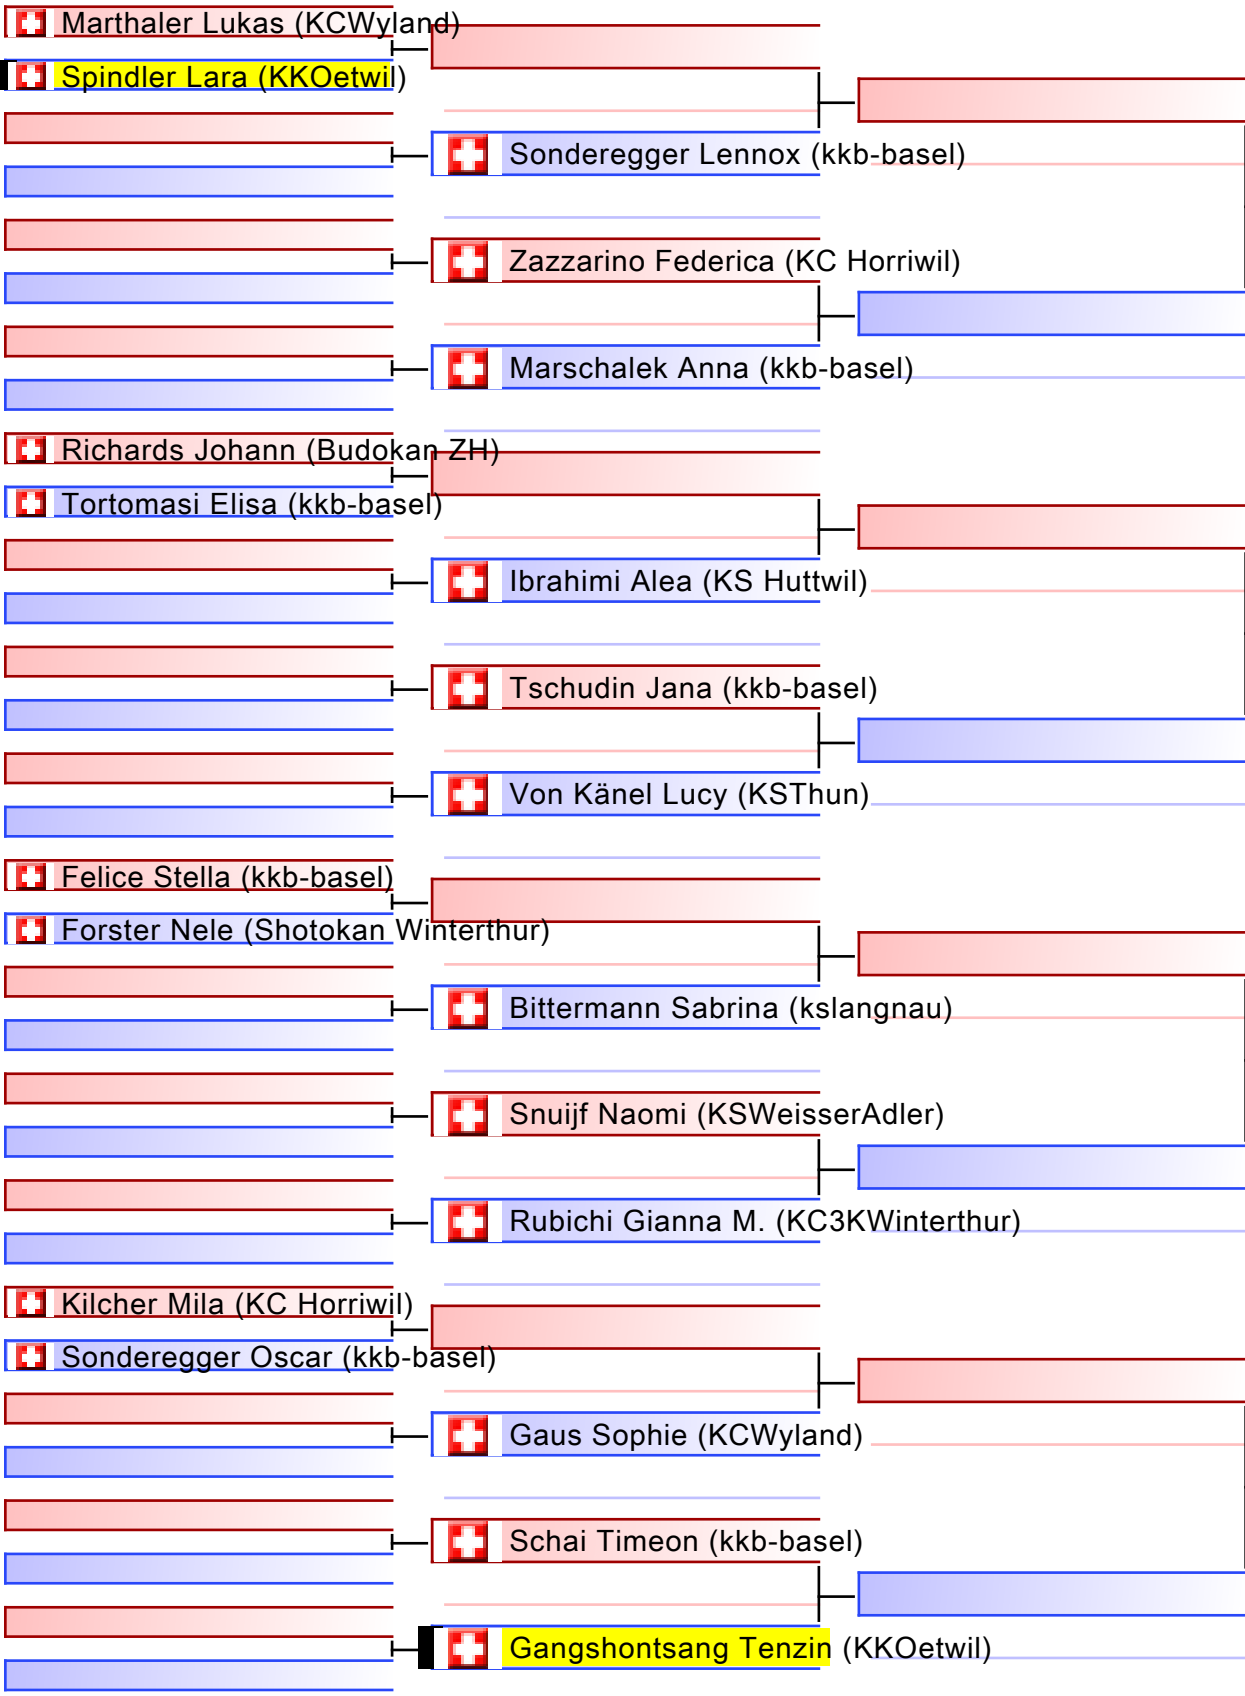 Marthaler Lukas (KCWyland)
Spindler Lara (KKOetwil)
Sonderegger Lennox (kkb-basel)
Zazzarino Federica (KC Horriwil)
Marschalek Anna (kkb-basel)
Richards Johann (Budokan ZH)
Tortomasi Elisa (kkb-basel)
Ibrahimi Alea (KS Huttwil)
Tschudin Jana (kkb-basel)
Von Känel Lucy (KSThun)
Felice Stella (kkb-basel)
Forster Nele (Shotokan Winterthur)
Bittermann Sabrina (kslangnau)
Snuijf Naomi (KSWeisserAdler)
Rubichi Gianna M. (KC3KWinterthur)
Kilcher Mila (KC Horriwil)
Sonderegger Oscar (kkb-basel)
Gaus Sophie (KCWyland)
Schai Timeon (kkb-basel)
Gangshontsang Tenzin (KKOetwil)